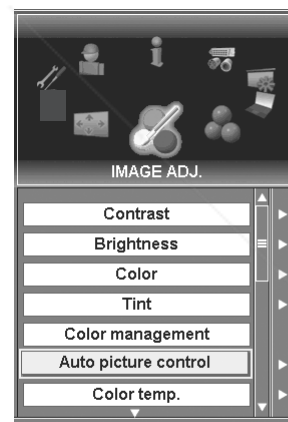 IMAGE ADJ.
Contrast
Brightness
Color
Tint
Color management
Auto picture control
Color temp.